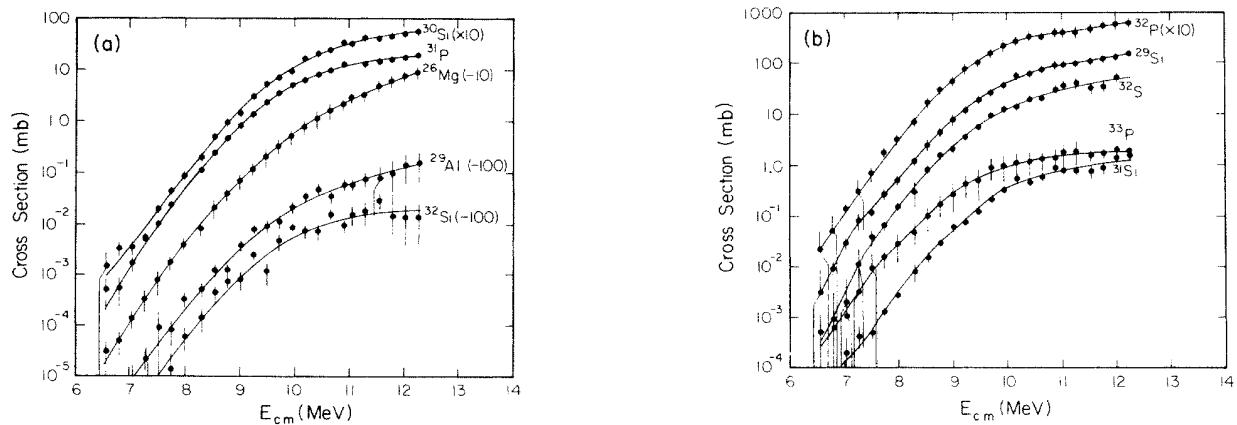 (a)
Cross Section (mb)
100
10
1.0
10⁻¹
10⁻²
10⁻³
10⁻⁴
10⁻⁵
³⁰Si(×10)
³¹P
²⁶Mg(-10)
²⁹Al(-100)
³²Si(-100)
6 7 8 9 10 11 12 13 14
E cm (MeV)
(b)
Cross Section (mb)
1000
100
10
1.0
10⁻¹
10⁻²
10⁻³
10⁻⁴
³²P(×10)
²⁹Si
³²S
³³P
³¹Si
6 7 8 9 10 11 12 13 14
E cm (MeV)